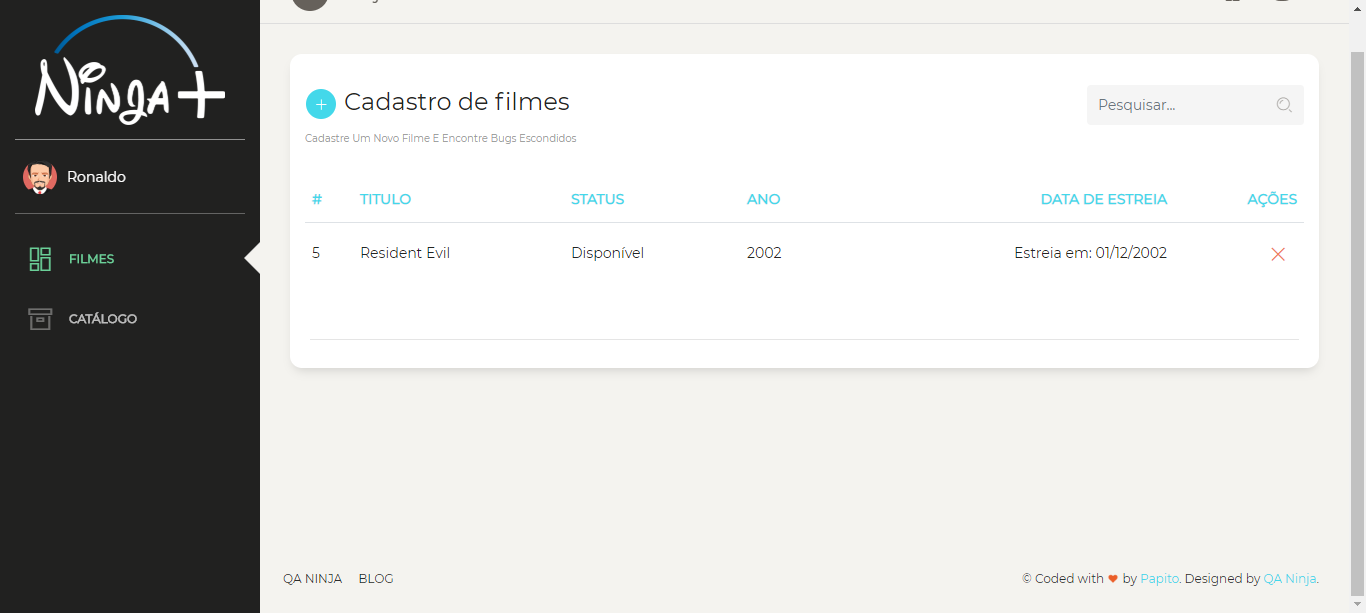 Ninja+
Ronaldo
FILMES
CATÁLOGO
+ Cadastro de filmes
Pesquisar...
Cadastre Um Novo Filme E Encontre Bugs Escondidos
# TITULO STATUS ANO DATA DE ESTREIA AÇÕES
5 Resident Evil Disponível 2002 Estreia em: 01/12/2002
QA NINJA BLOG
© Coded with ♥ by Papito. Designed by QA Ninja.